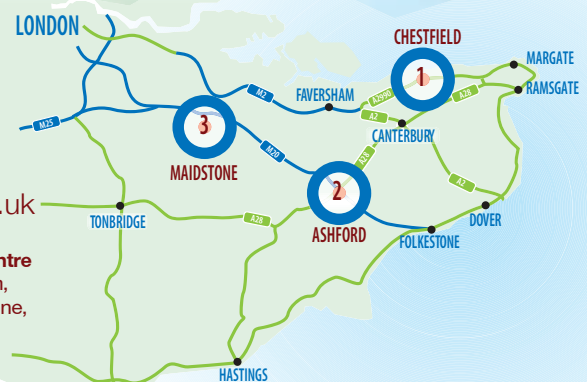 LONDON
CHESTFIELD
1
MARGATE
RAMSGATE
M2
FAVERSHAM
A2990
A28
A2
CANTERBURY
M25
3
M20
MAIDSTONE
A28
2
A2
.uk
TONBRIDGE
A28
ASHFORD
FOLKESTONE
DOVER
ntre
n,
ne,
HASTINGS